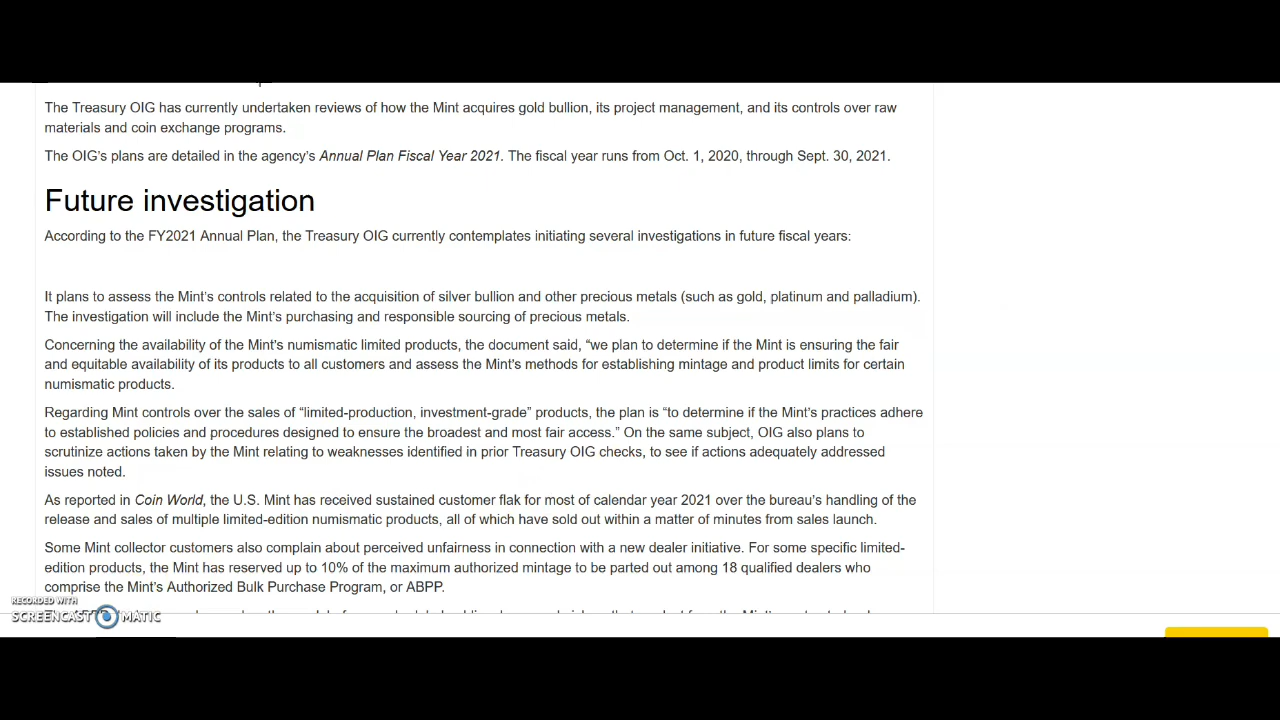 The Treasury OIG has currently undertaken reviews of how the Mint acquires gold bullion, its project management, and its controls over raw
materials and coin exchange programs.
The OIG's plans are detailed in the agency's Annual Plan Fiscal Year 2021. The fiscal year runs from Oct. 1, 2020, through Sept. 30, 2021.
Future investigation
According to the FY2021 Annual Plan, the Treasury OIG currently contemplates initiating several investigations in future fiscal years:
It plans to assess the Mint's controls related to the acquisition of silver bullion and other precious metals (such as gold, platinum and palladium).
The investigation will include the Mint's purchasing and responsible sourcing of precious metals.
Concerning the availability of the Mint's numismatic limited products, the document said, “we plan to determine if the Mint is ensuring the fair
and equitable availability of its products to all customers and assess the Mint's methods for establishing mintage and product limits for certain
numismatic products.
Regarding Mint controls over the sales of “limited-production, investment-grade” products, the plan is “to determine if the Mint's practices adhere
to established policies and procedures designed to ensure the broadest and most fair access.” On the same subject, OIG also plans to
scrutinize actions taken by the Mint relating to weaknesses identified in prior Treasury OIG checks, to see if actions adequately addressed
issues noted.
As reported in Coin World, the U.S. Mint has received sustained customer flak for most of calendar year 2021 over the bureau's handling of the
release and sales of multiple limited-edition numismatic products, all of which have sold out within a matter of minutes from sales launch.
Some Mint collector customers also complain about perceived unfairness in connection with a new dealer initiative. For some specific limited-
edition products, the Mint has reserved up to 10% of the maximum authorized mintage to be parted out among 18 qualified dealers who
comprise the Mint's Authorized Bulk Purchase Program, or ABPP.
RECORDED WITH
SCREENCAST MATIC